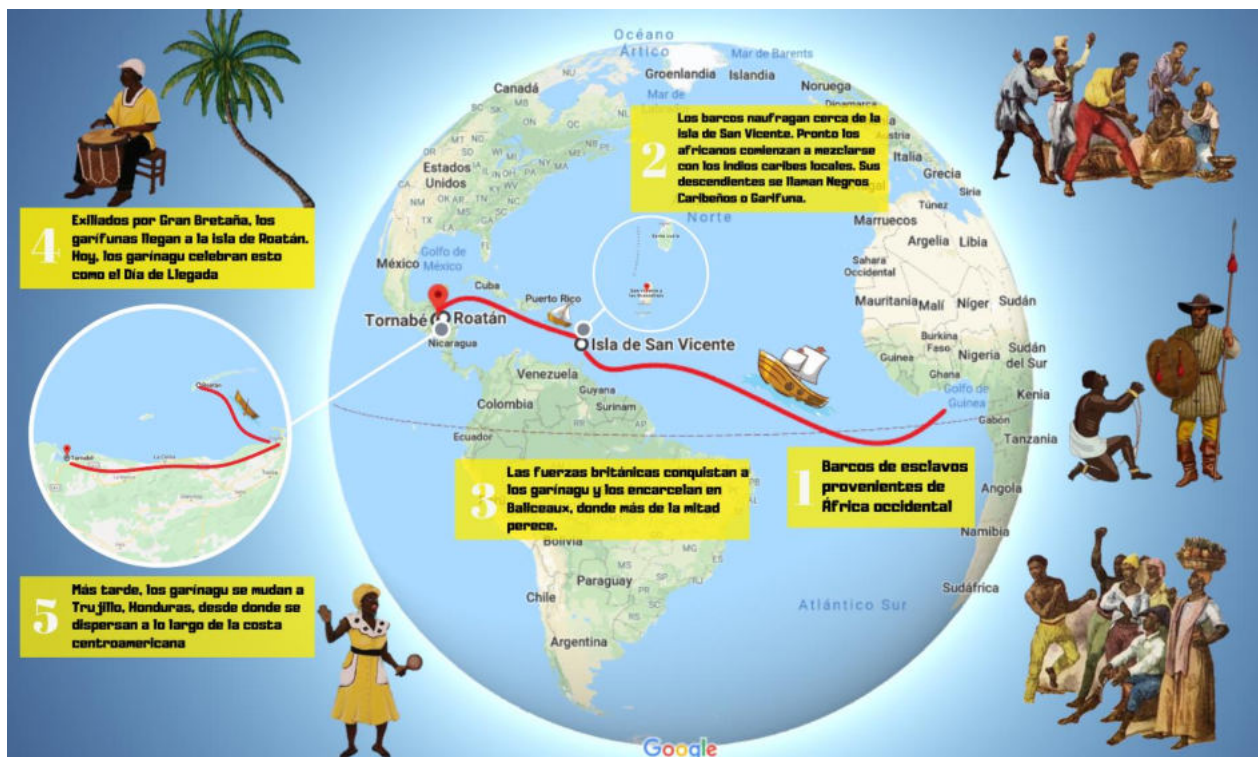 1
Barcos de esclavos
provenientes de
África occidental
2
Los barcos naufragan cerca de la
isla de San Vicente. Pronto los
africanos comienzan a mezclarse
con los indios caribes locales. Sus
descendientes se llaman Negros
Caribeños o Garífuna.
3
Las fuerzas británicas conquistan a
los garínagu y los encarcelan en
Baliceaux, donde más de la mitad
perece.
4
Exiliados por Gran Bretaña, los
garífunas llegan a la isla de Roatán.
Hoy, los garínagu celebran esto
como el Día de Llegada
5
Más tarde, los garínagu se mudan a
Trujillo, Honduras, desde donde se
dispersan a lo largo de la costa
centroamericana
Océano
Ártico
Mar de Barents
Groenlandia
Islandia
Noruega
Canadá
Mar de
Italia
Grecia
Siria
Túnez
Estados
Unidos
Norte
Marruecos
Argelia
Libia
Sahara
Occidental
Golfo de
México
México
Cuba
Puerto Rico
Mauritania
Malí
Níger
Sudán
Tornabé
Roatán
Nicaragua
Isla de San Vicente
Burkina
Faso
Guinea
Nigeria
Sudán
del Sur
Ghana
Golfo de
Guinea
Kenia
Gabón
Tanzania
Venezuela
Guyana
Surinam
Colombia
Ecuador
Angola
Namibia
Bolivia
Paraguay
Chile
Sudáfrica
Atlántico Sur
Argentina
Tornabé
La Ceiba
Google